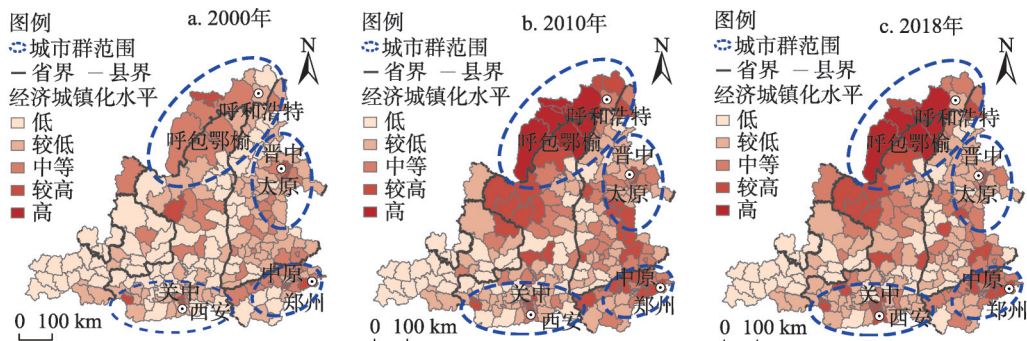 图例
a. 2000年
城市群范围
N
省界 — 县界
经济城镇化水平
低
较低
中等
较高
高
呼和浩特
呼包鄂榆
晋中
太原
中原
关中
郑州
西安
0 100 km
图例
b. 2010年
城市群范围
N
省界 — 县界
经济城镇化水平
低
较低
中等
较高
高
呼和浩特
呼包鄂榆
晋中
太原
中原
关中
郑州
西安
0 100 km
图例
c. 2018年
城市群范围
N
省界 — 县界
经济城镇化水平
低
较低
中等
较高
高
呼和浩特
呼包鄂榆
晋中
太原
中原
关中
郑州
西安
0 100 km